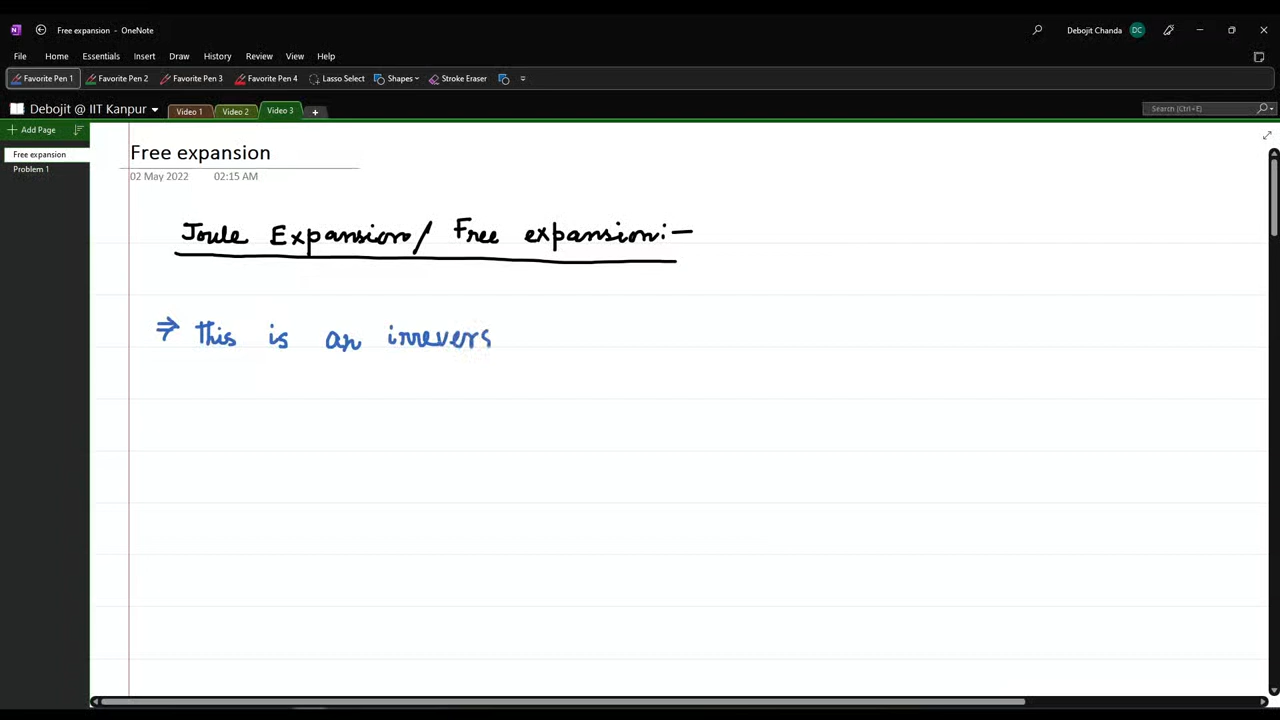 Free expansion - OneNote
Debojit Chanda DC
File Home Essentials Insert Draw History Review View Help
Favorite Pen 1 Favorite Pen 2 Favorite Pen 3 Favorite Pen 4 Lasso Select Shapes Stroke Eraser
Debojit @ IIT Kanpur Video 1 Video 2 Video 3 Search (Ctrl+E)
Add Page
Free expansion
Problem 1
Free expansion
02 May 2022 02:15 AM
Joule Expansion/ Free expansion:-
⇒ This is an irrevers